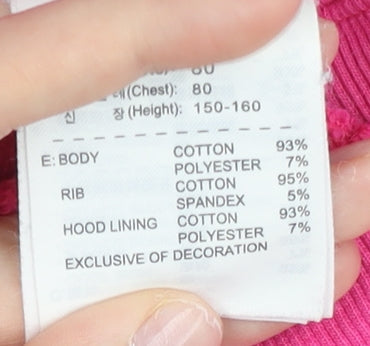 80
(Chest): 80
신 장 (Height): 150-160
E: BODY COTTON 93%
POLYESTER 7%
RIB COTTON 95%
SPANDEX 5%
HOOD LINING COTTON 93%
POLYESTER 7%
EXCLUSIVE OF DECORATION